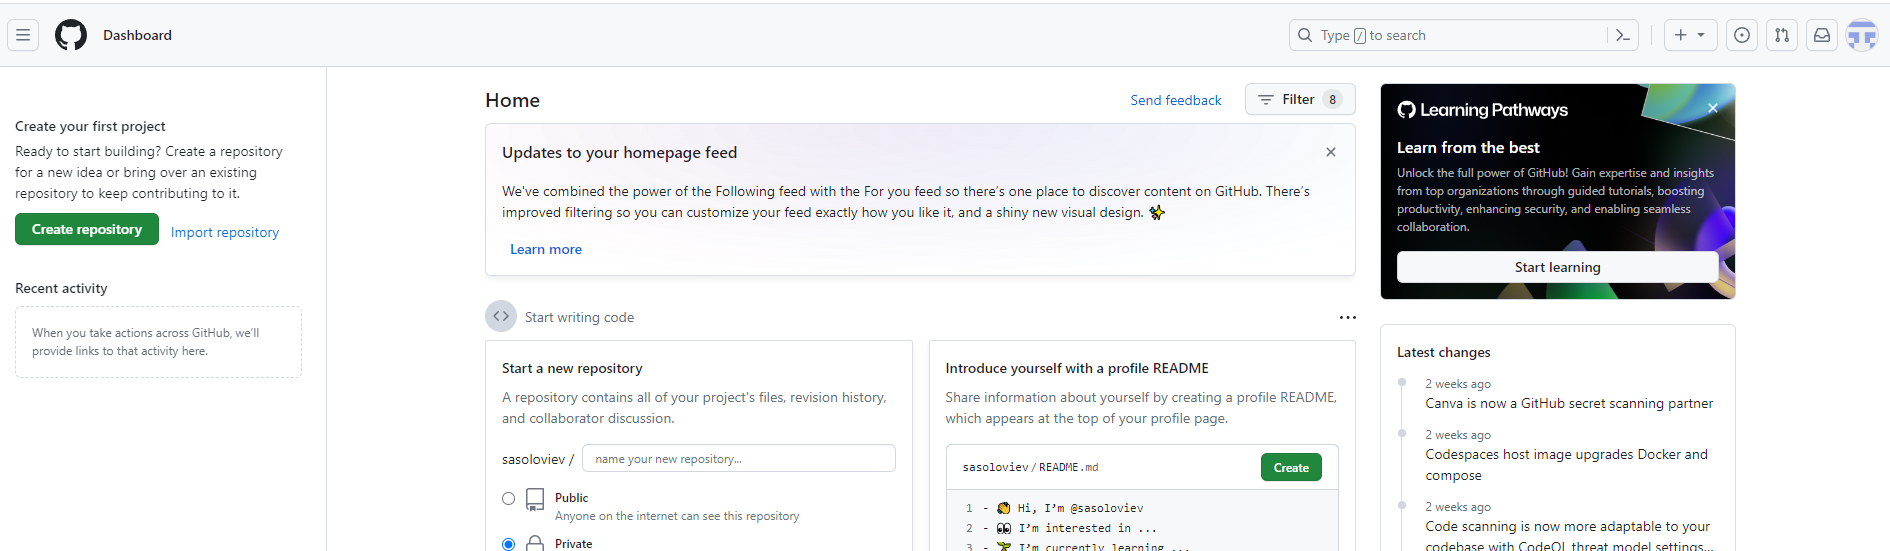 Dashboard
Type / to search
Create your first project
Ready to start building? Create a repository
for a new idea or bring over an existing
repository to keep contributing to it.
Create repository
Import repository
Recent activity
When you take actions across GitHub, we'll
provide links to that activity here.
Home
Send feedback
Filter 8
Updates to your homepage feed
We've combined the power of the Following feed with the For you feed so there's one place to discover content on GitHub. There's
improved filtering so you can customize your feed exactly how you like it, and a shiny new visual design. ✨
Learn more
Start writing code
Start a new repository
A repository contains all of your project's files, revision history,
and collaborator discussion.
sasoloviev /
name your new repository...
Public
Anyone on the internet can see this repository
Private
Introduce yourself with a profile README
Share information about yourself by creating a profile README,
which appears at the top of your profile page.
sasoloviev/README.md
Create
1 - 👋 Hi, I'm @sasoloviev
2 - 👀 I'm interested in ...
3 - 🌱 I'm currently learning ...
Learning Pathways
Learn from the best
Unlock the full power of GitHub! Gain expertise and insights
from top organizations through guided tutorials, boosting
productivity, enhancing security, and enabling seamless
collaboration.
Start learning
Latest changes
2 weeks ago
Canva is now a GitHub secret scanning partner
2 weeks ago
Codespaces host image upgrades Docker and
compose
2 weeks ago
Code scanning is now more adaptable to your
codebase with CodeQL threat model settings...